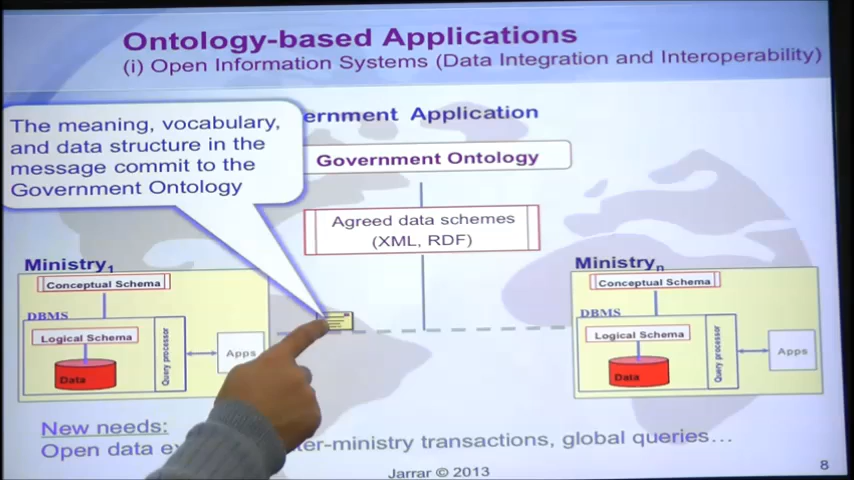 Ontology-based Applications
(i) Open Information Systems (Data Integration and Interoperability)
ernment Application
The meaning, vocabulary,
and data structure in the
message commit to the
Government Ontology
Government Ontology
Agreed data schemes
(XML, RDF)
Ministry1
Conceptual Schema
DBMS
Logical Schema
Data
Query processor
Apps
Ministryn
Conceptual Schema
DBMS
Logical Schema
Data
Query processor
Apps
New needs:
Open data ex ter-ministry transactions, global queries…
Jarrar © 2013
8